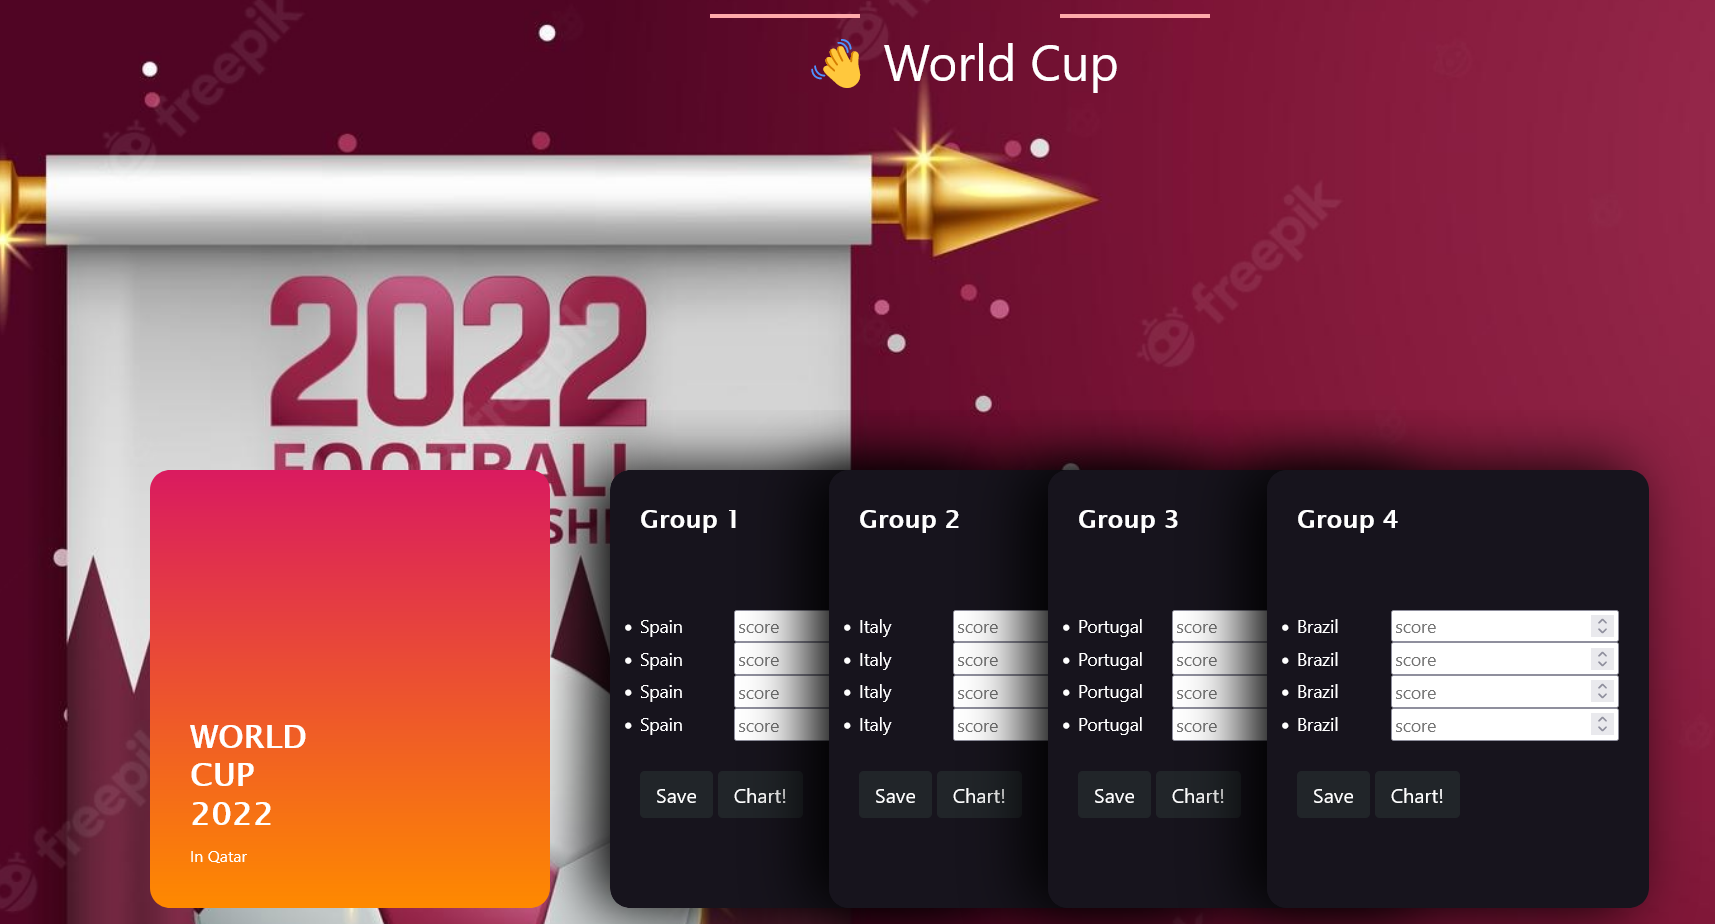 👋 World Cup
2022
FOOTBALL
WORLD
CUP
2022
In Qatar
Group 1
Spain score
Spain score
Spain score
Spain score
Save Chart!
Group 2
Italy score
Italy score
Italy score
Italy score
Save Chart!
Group 3
Portugal score
Portugal score
Portugal score
Portugal score
Save Chart!
Group 4
Brazil score
Brazil score
Brazil score
Brazil score
Save Chart!
freepik
freepik
freepik
freepik